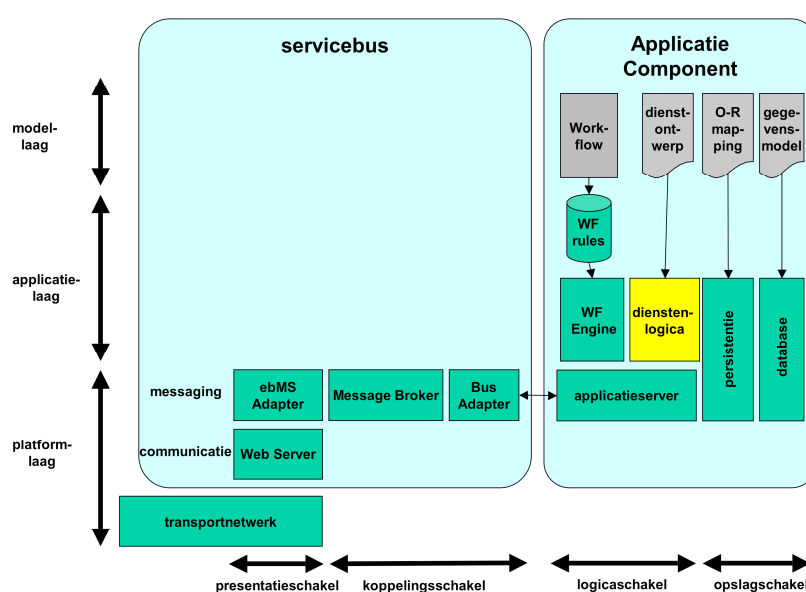 servicebus
Applicatie
Component
model-
laag
Work-
flow
dienst-
ont-
werp
O-R
map-
ping
gege-
vens-
model
WF
rules
applicatie-
laag
WF
Engine
diensten-
logica
persistentie
database
messaging
ebMS
Adapter
Message Broker
Bus
Adapter
applicatieserver
platform-
laag
communicatie
Web Server
transportnetwerk
presentatieschakel
koppelingsschakel
logicaschakel
opslagschakel